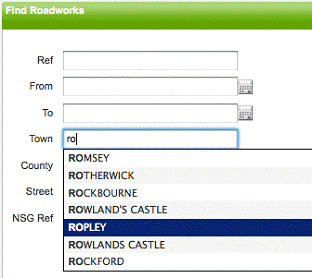 Find Roadworks
Ref
From
To
Town ro
ROMSEY
County
ROTHERWICK
ROCKBOURNE
Street
ROWLAND'S CASTLE
NSG Ref
ROPLEY
ROWLANDS CASTLE
ROCKFORD